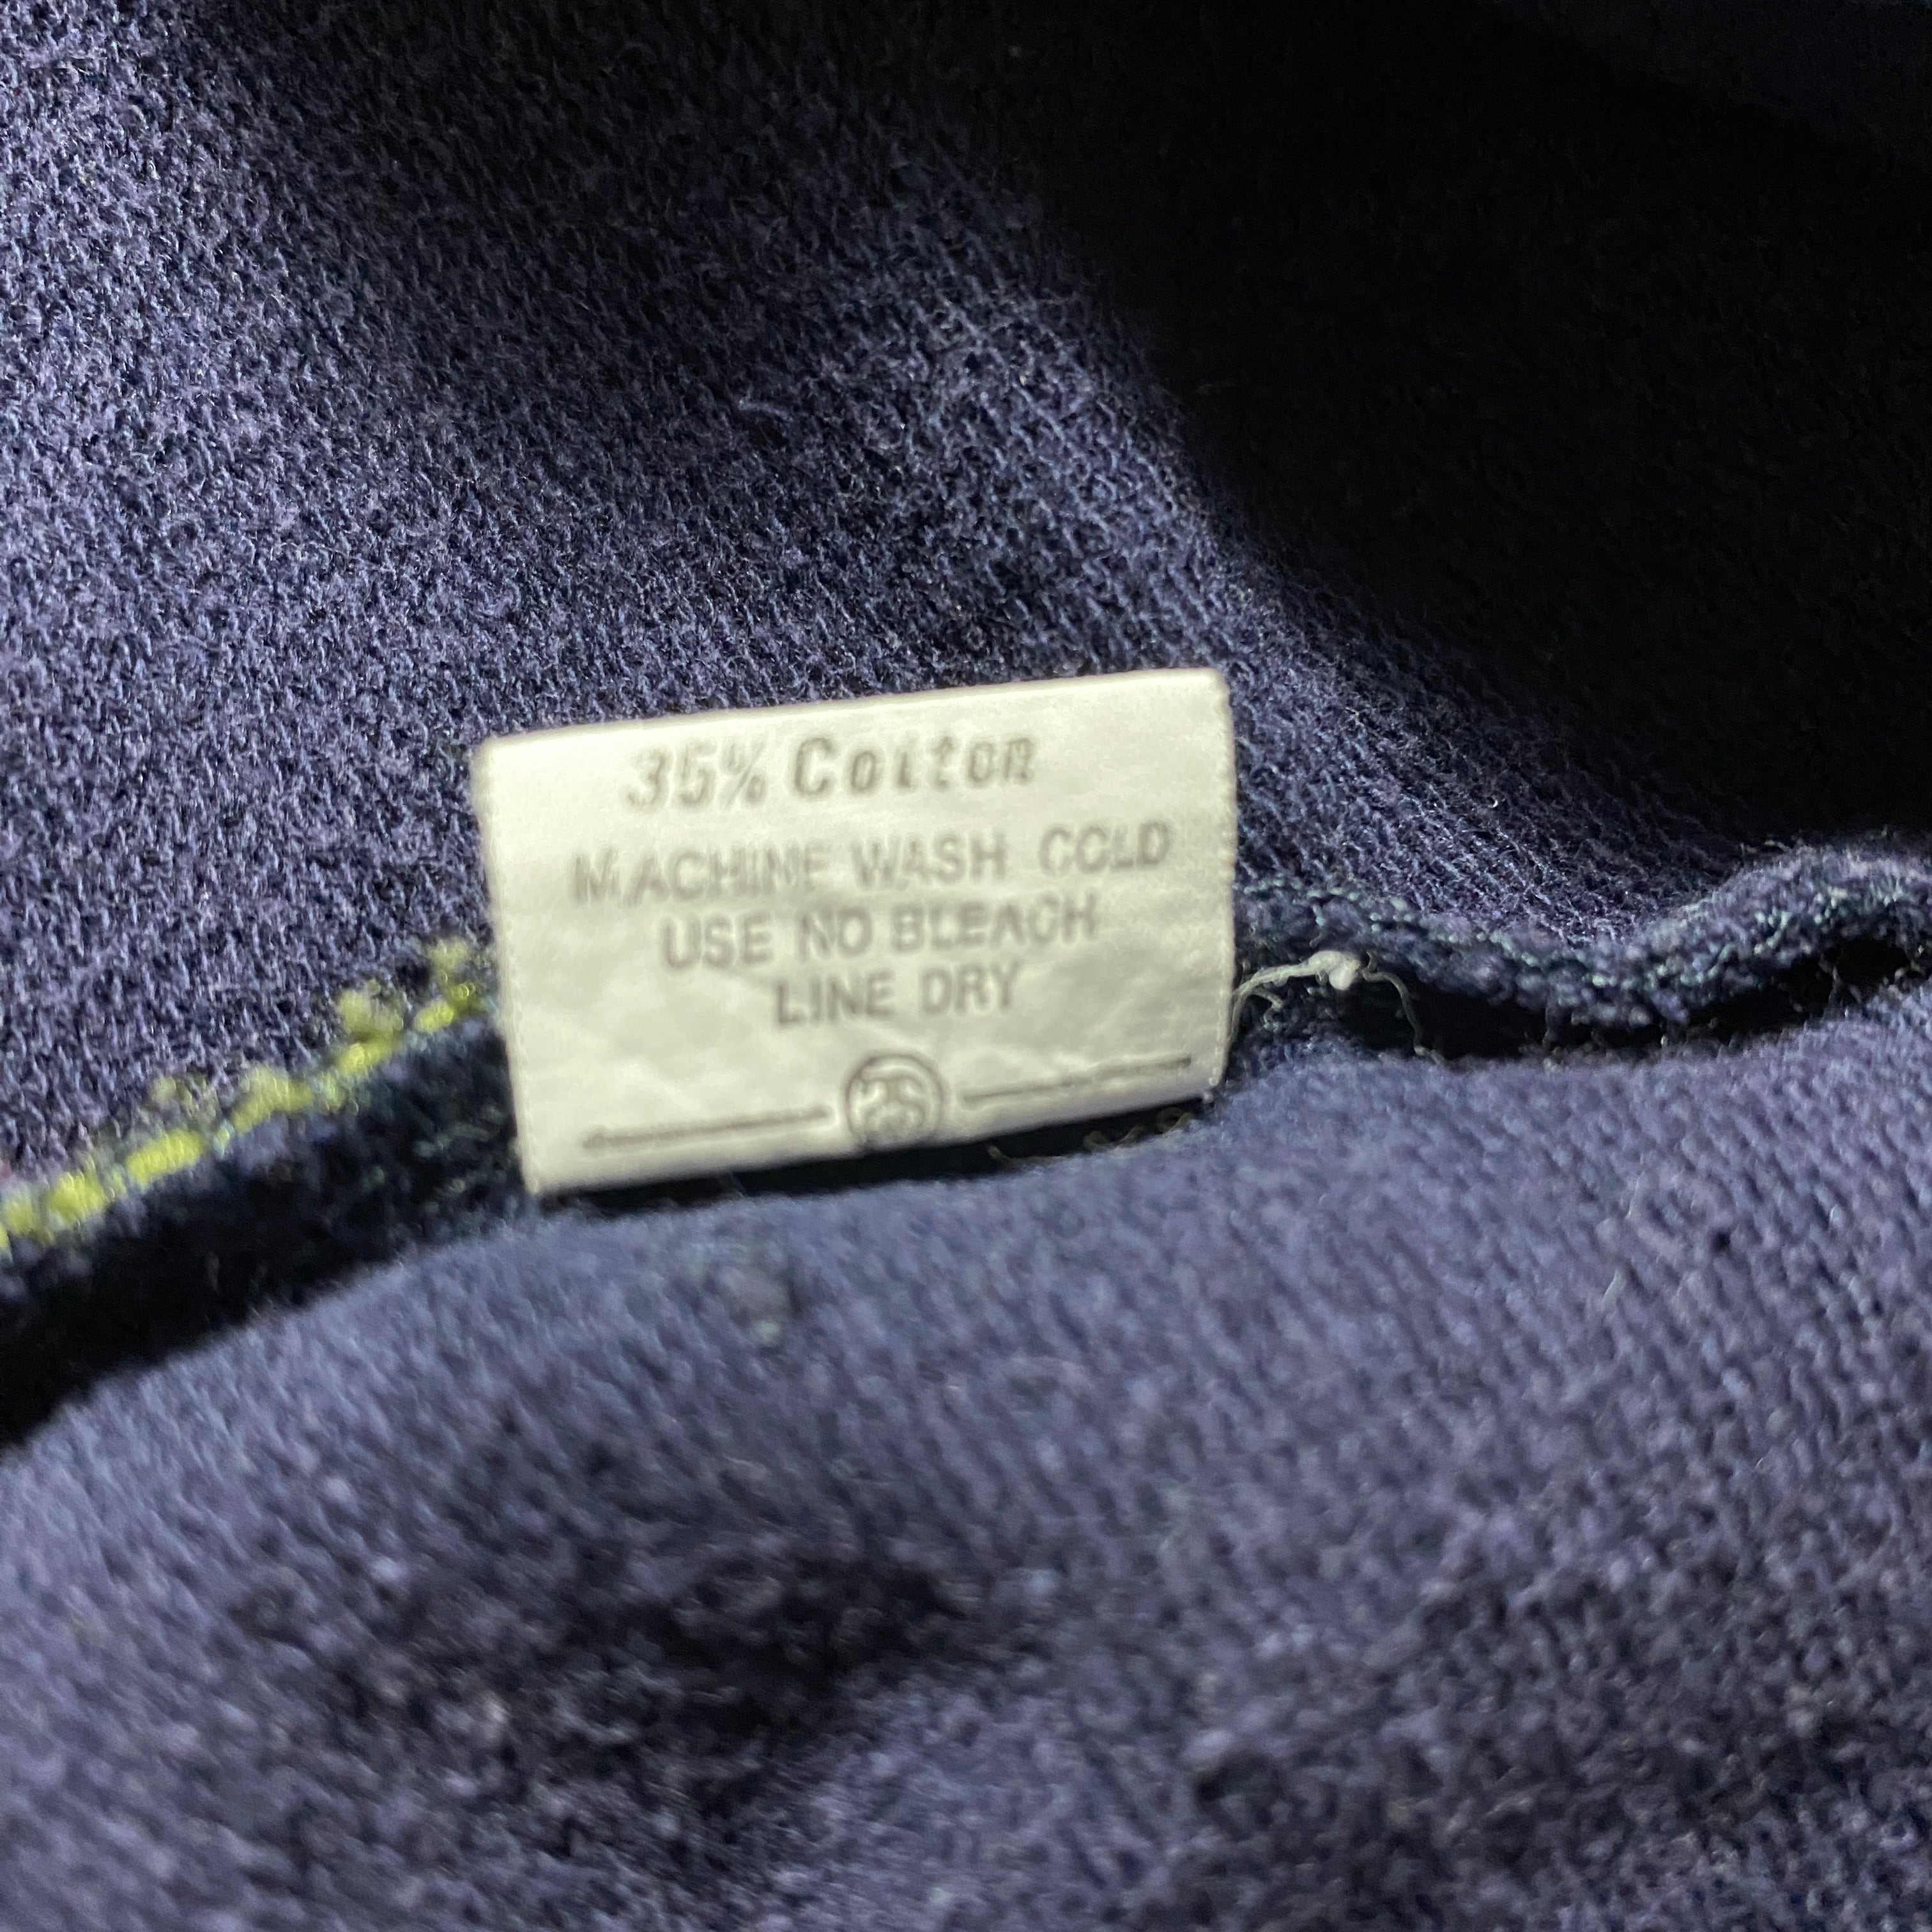 35% Cotton
MACHINE WASH COLD
USE NO BLEACH
LINE DRY